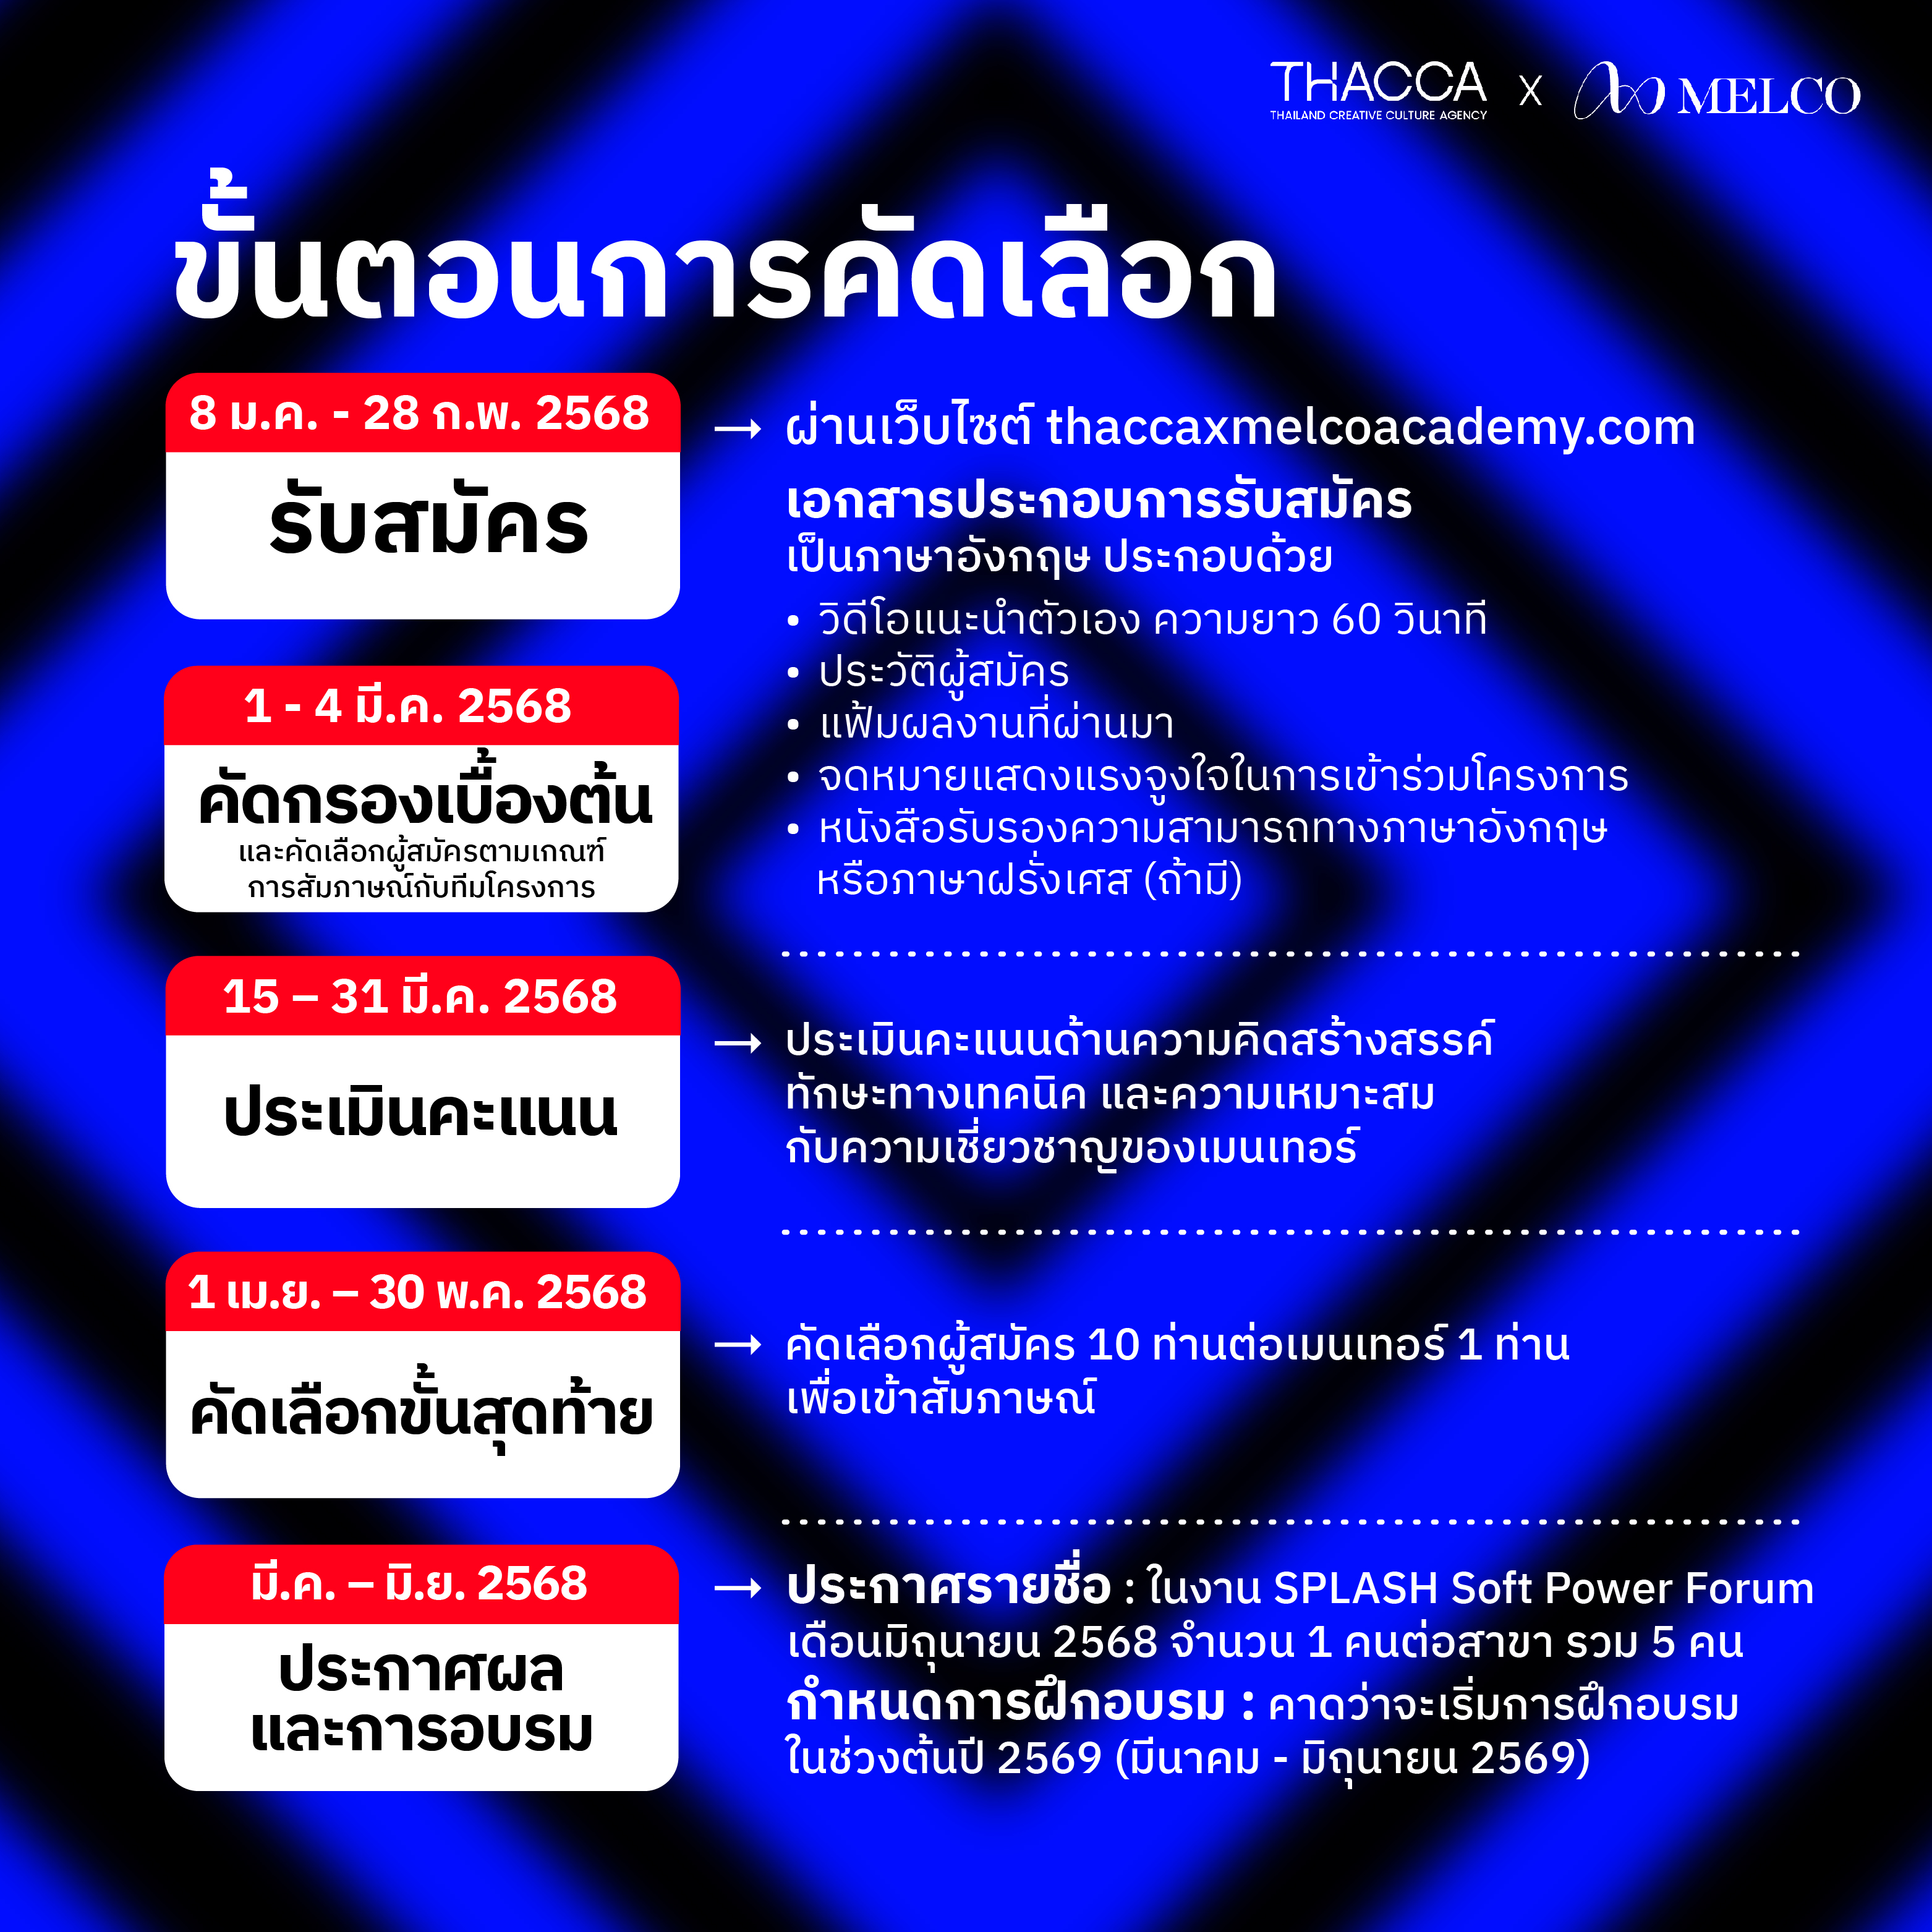 THACCA X MELCO
THAILAND CREATIVE CULTURE AGENCY
ขั้นตอนการคัดเลือก
8 ม.ค. - 28 ก.พ. 2568
รับสมัคร
→ ผ่านเว็บไซต์ thaccaxmelcoacademy.com
เอกสารประกอบการรับสมัคร
เป็นภาษาอังกฤษ ประกอบด้วย
• วิดีโอแนะนำตัวเอง ความยาว 60 วินาที
• ประวัติผู้สมัคร
• แฟ้มผลงานที่ผ่านมา
• จดหมายแสดงแรงจูงใจในการเข้าร่วมโครงการ
• หนังสือรับรองความสามารถทางภาษาอังกฤษ
หรือภาษาฝรั่งเศส (ถ้ามี)
1 - 4 มี.ค. 2568
คัดกรองเบื้องต้น
และคัดเลือกผู้สมัครตามเกณฑ์
การสัมภาษณ์กับทีมโครงการ
15 – 31 มี.ค. 2568
ประเมินคะแนน
→ ประเมินคะแนนด้านความคิดสร้างสรรค์
ทักษะทางเทคนิค และความเหมาะสม
กับความเชี่ยวชาญของเมนเทอร์
1 เม.ย. – 30 พ.ค. 2568
คัดเลือกขั้นสุดท้าย
→ คัดเลือกผู้สมัคร 10 ท่านต่อเมนเทอร์ 1 ท่าน
เพื่อเข้าสัมภาษณ์
มี.ค. – มิ.ย. 2568
ประกาศผล
และการอบรม
→ ประกาศรายชื่อ : ในงาน SPLASH Soft Power Forum
เดือนมิถุนายน 2568 จำนวน 1 คนต่อสาขา รวม 5 คน
กำหนดการฝึกอบรม : คาดว่าจะเริ่มการฝึกอบรม
ในช่วงต้นปี 2569 (มีนาคม - มิถุนายน 2569)